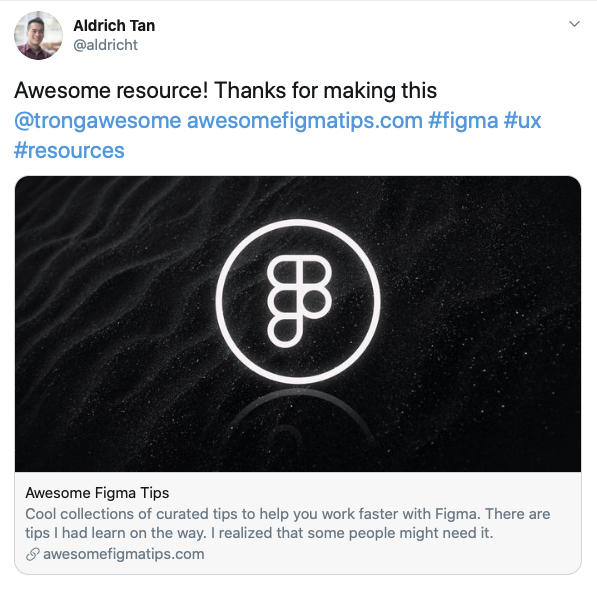 Aldrich Tan
@aldricht
Awesome resource! Thanks for making this
@trongawesome awesomefigmatips.com #figma #ux
#resources
Awesome Figma Tips
Cool collections of curated tips to help you work faster with Figma. There are
tips I had learn on the way. I realized that some people might need it.
awesomefigmatips.com